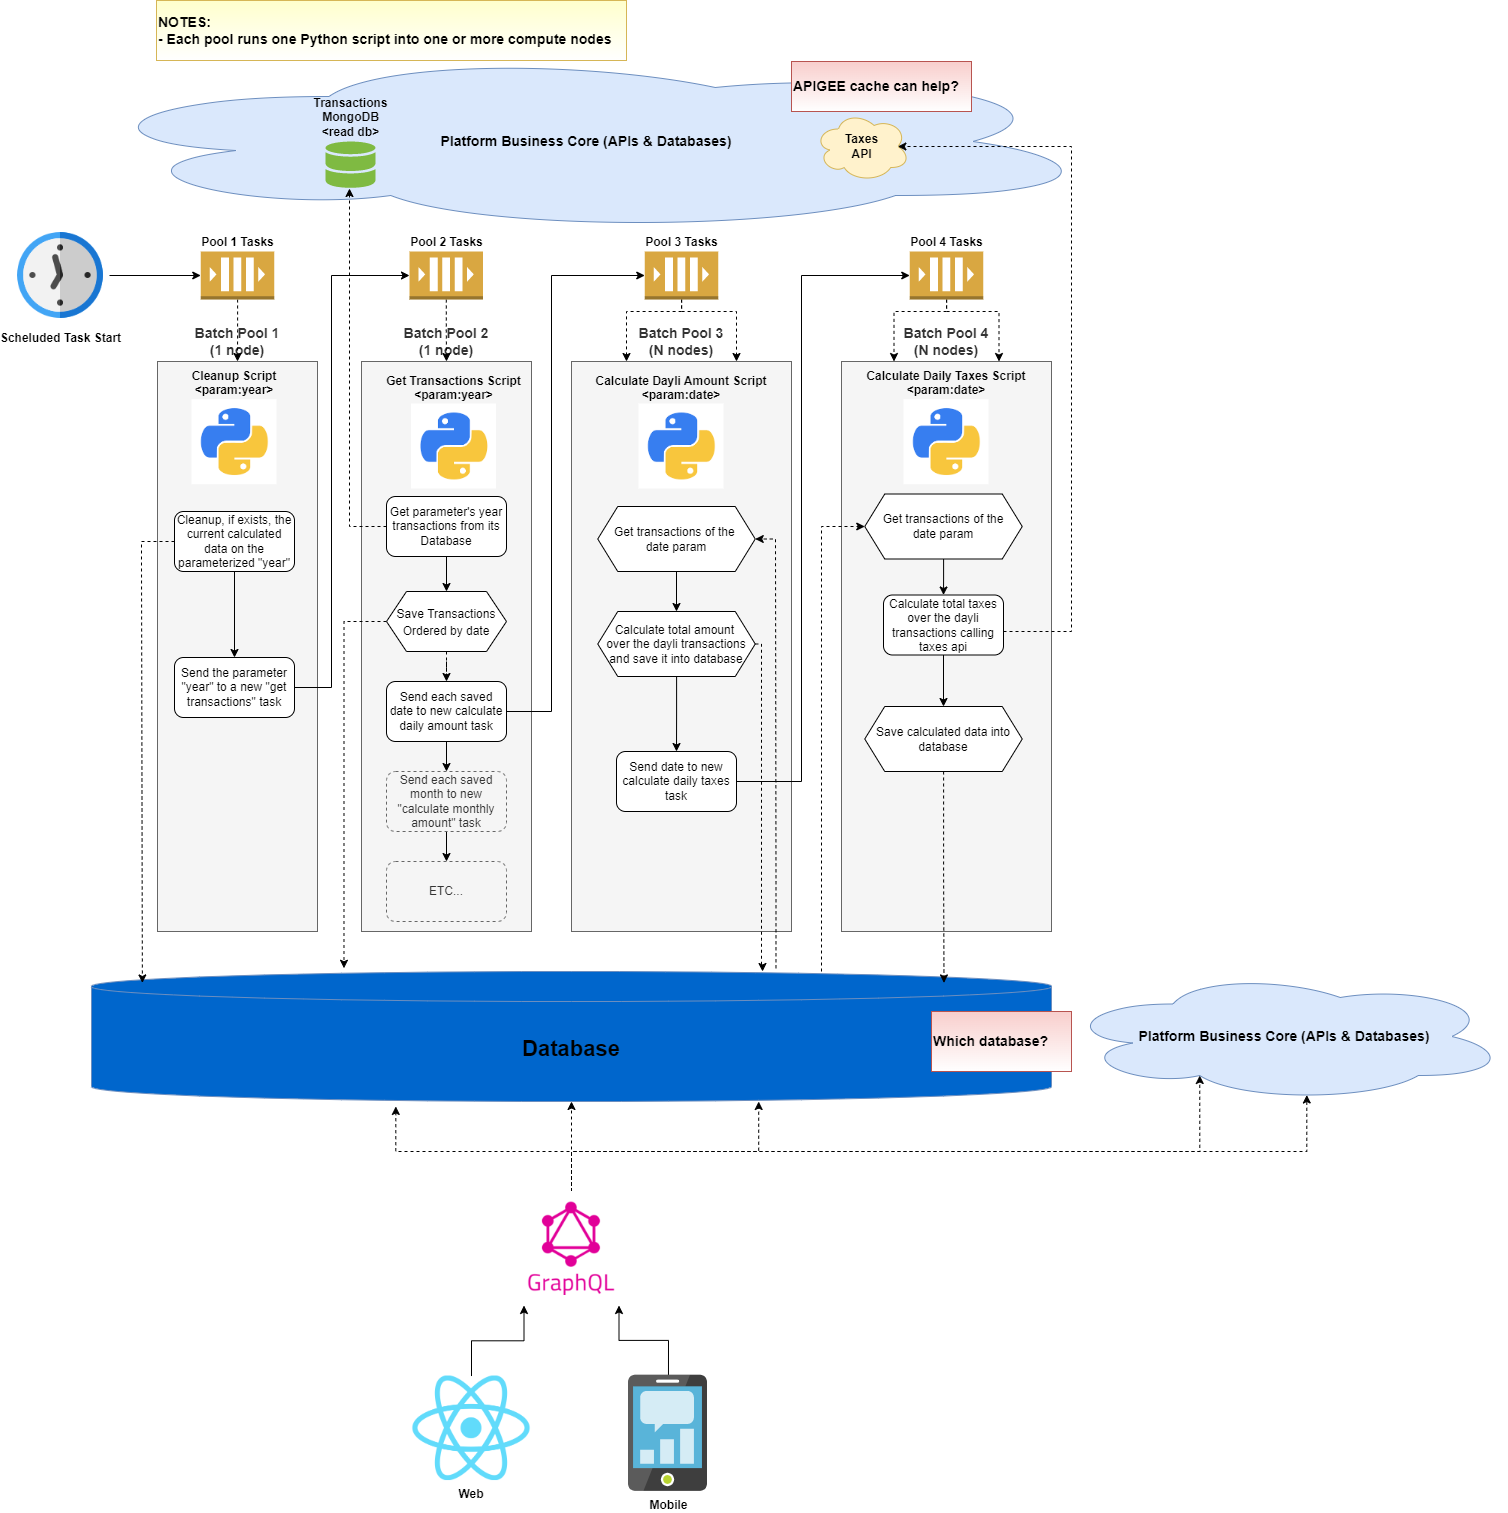 NOTES:
- Each pool runs one Python script into one or more compute nodes
APIGEE cache can help?
Transactions
MongoDB
<read db>
Platform Business Core (APIs & Databases)
Taxes
API
Pool 1 Tasks
Pool 2 Tasks
Pool 3 Tasks
Pool 4 Tasks
Scheluded Task Start
Batch Pool 1
(1 node)
Batch Pool 2
(1 node)
Batch Pool 3
(N nodes)
Batch Pool 4
(N nodes)
Cleanup Script
<param:year>
Cleanup, if exists, the
current calculated
data on the
parameterized "year"
Send the parameter
"year" to a new "get
transactions" task
Get Transactions Script
<param:year>
Get parameter's year
transactions from its
Database
Save Transactions
Ordered by date
Send each saved
date to new calculate
daily amount task
Send each saved
month to new
"calculate monthly
amount" task
ETC...
Calculate Dayli Amount Script
<param:date>
Get transactions of the
date param
Calculate total amount
over the dayli transactions
and save it into database
Send date to new
calculate daily taxes
task
Calculate Daily Taxes Script
<param:date>
Get transactions of the
date param
Calculate total taxes
over the dayli
transactions calling
taxes api
Save calculated data into
database
Database
Which database?
Platform Business Core (APIs & Databases)
GraphQL
Web
Mobile